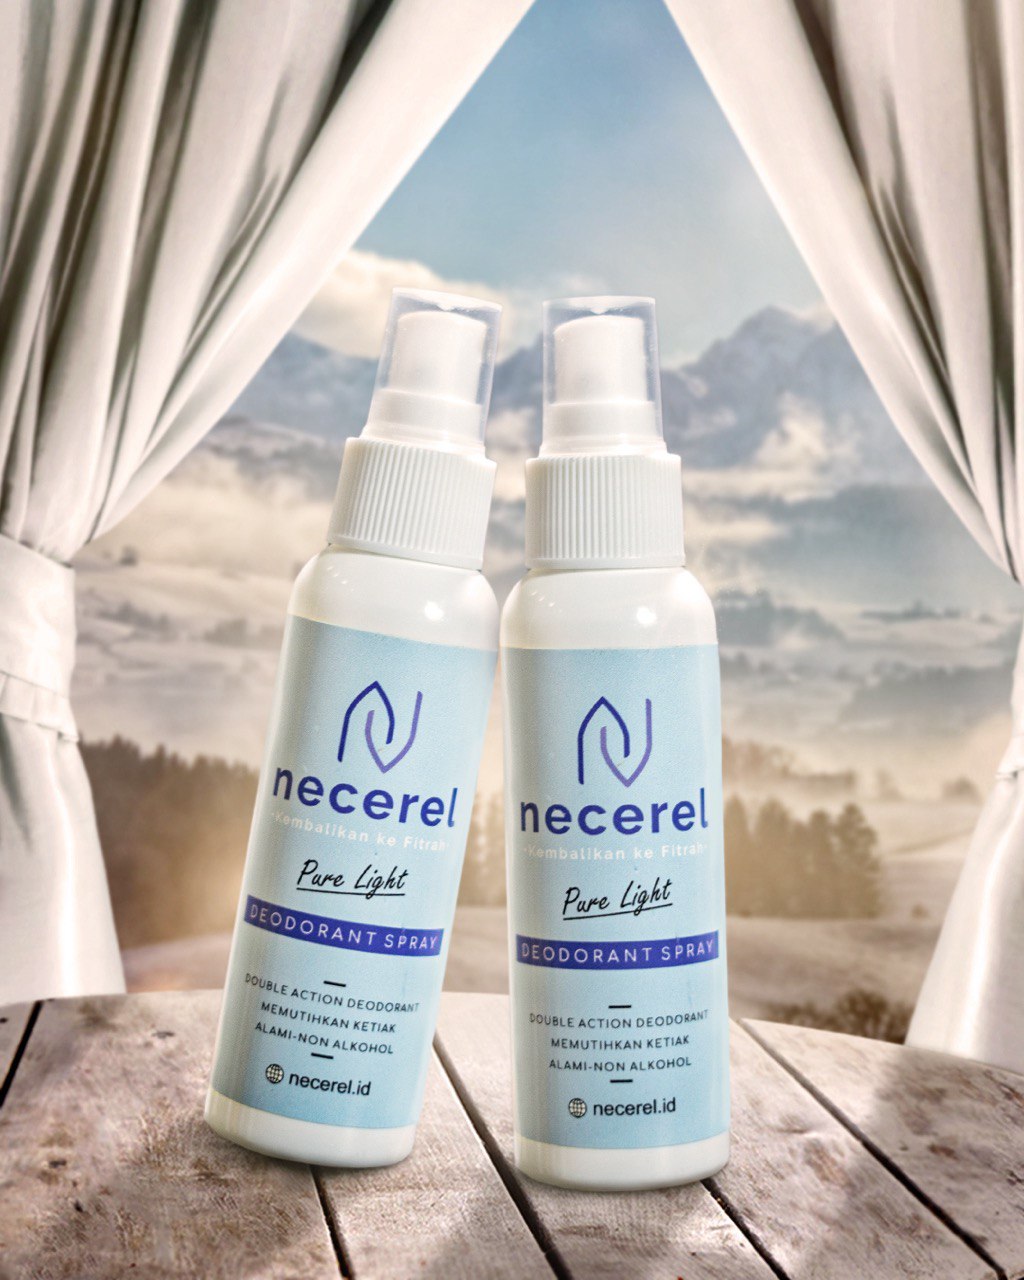 necerel
•Kembalikan ke Fitrah•
Pure Light
DEODORANT SPRAY
DOUBLE ACTION DEODORANT
MEMUTIHKAN KETIAK
ALAMI-NON ALKOHOL
necerel.id
necerel
•Kembalikan ke Fitrah•
Pure Light
DEODORANT SPRAY
DOUBLE ACTION DEODORANT
MEMUTIHKAN KETIAK
ALAMI-NON ALKOHOL
necerel.id